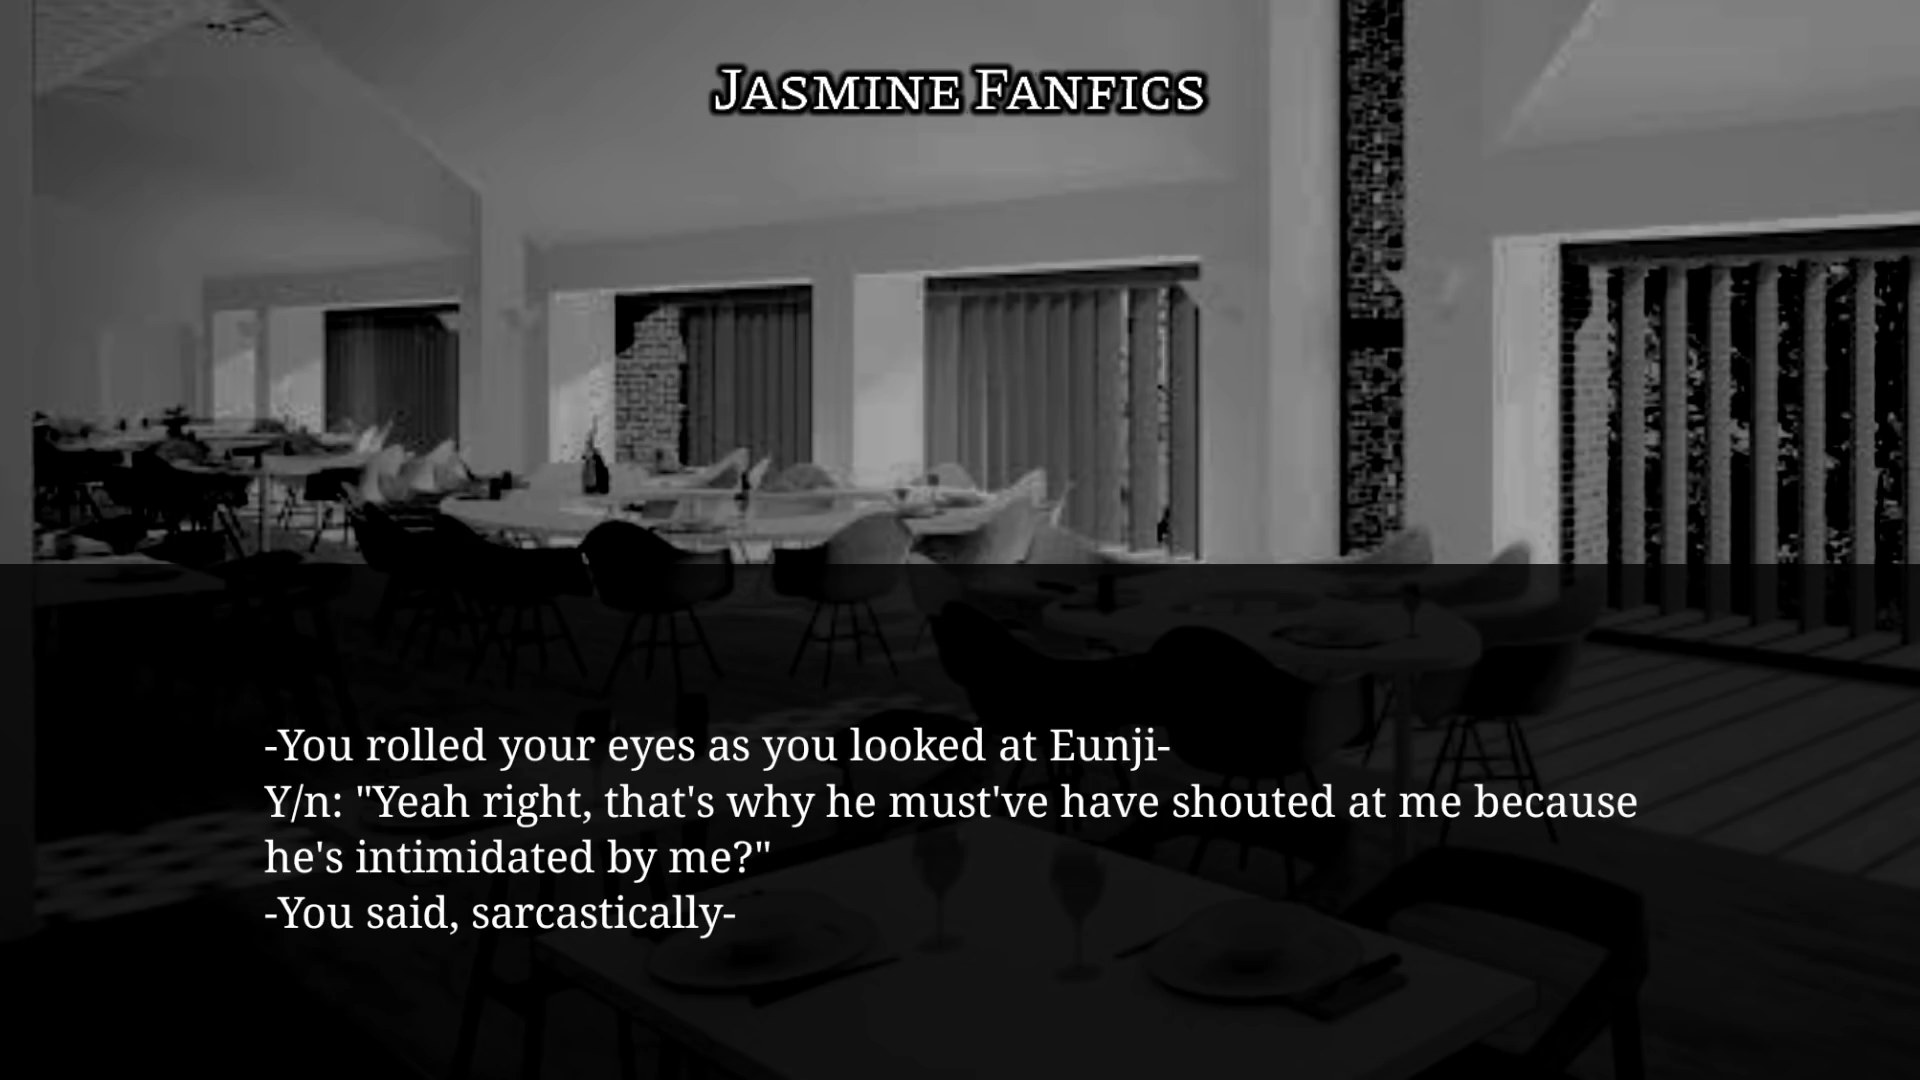 Jasmine Fanfics
-You rolled your eyes as you looked at Eunji-
Y/n: "Yeah right, that's why he must've have shouted at me because
he's intimidated by me?"
-You said, sarcastically-